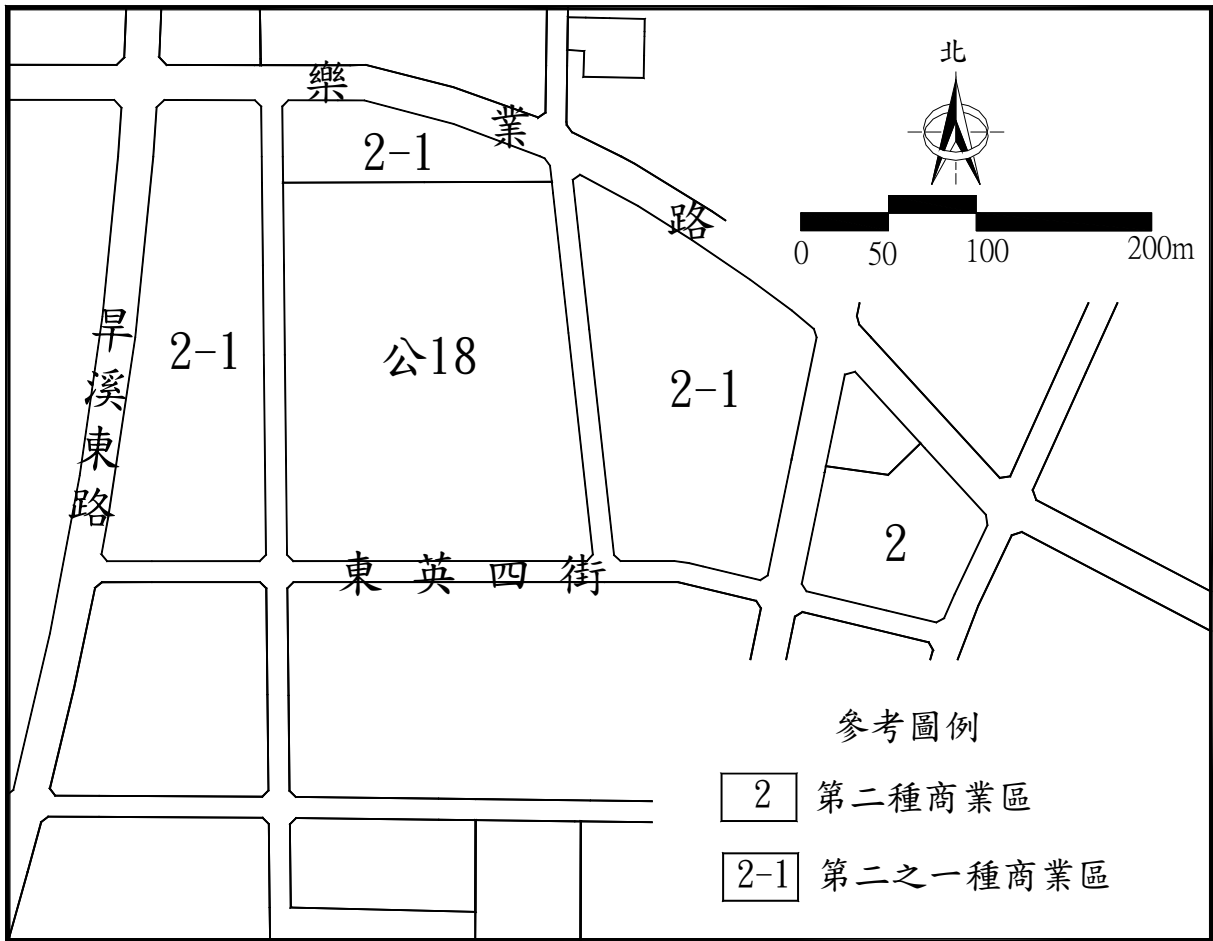 北
樂業路
2-1
0 50 100 200m
旱溪東路
2-1
公18
2-1
2
東英四街
參考圖例
2 第二種商業區
2-1 第二之一種商業區